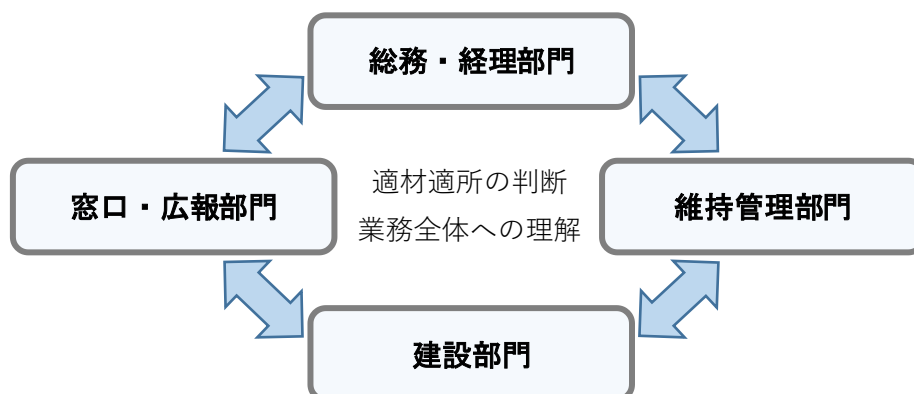 総務・経理部門
窓口・広報部門
適材適所の判断
業務全体への理解
維持管理部門
建設部門